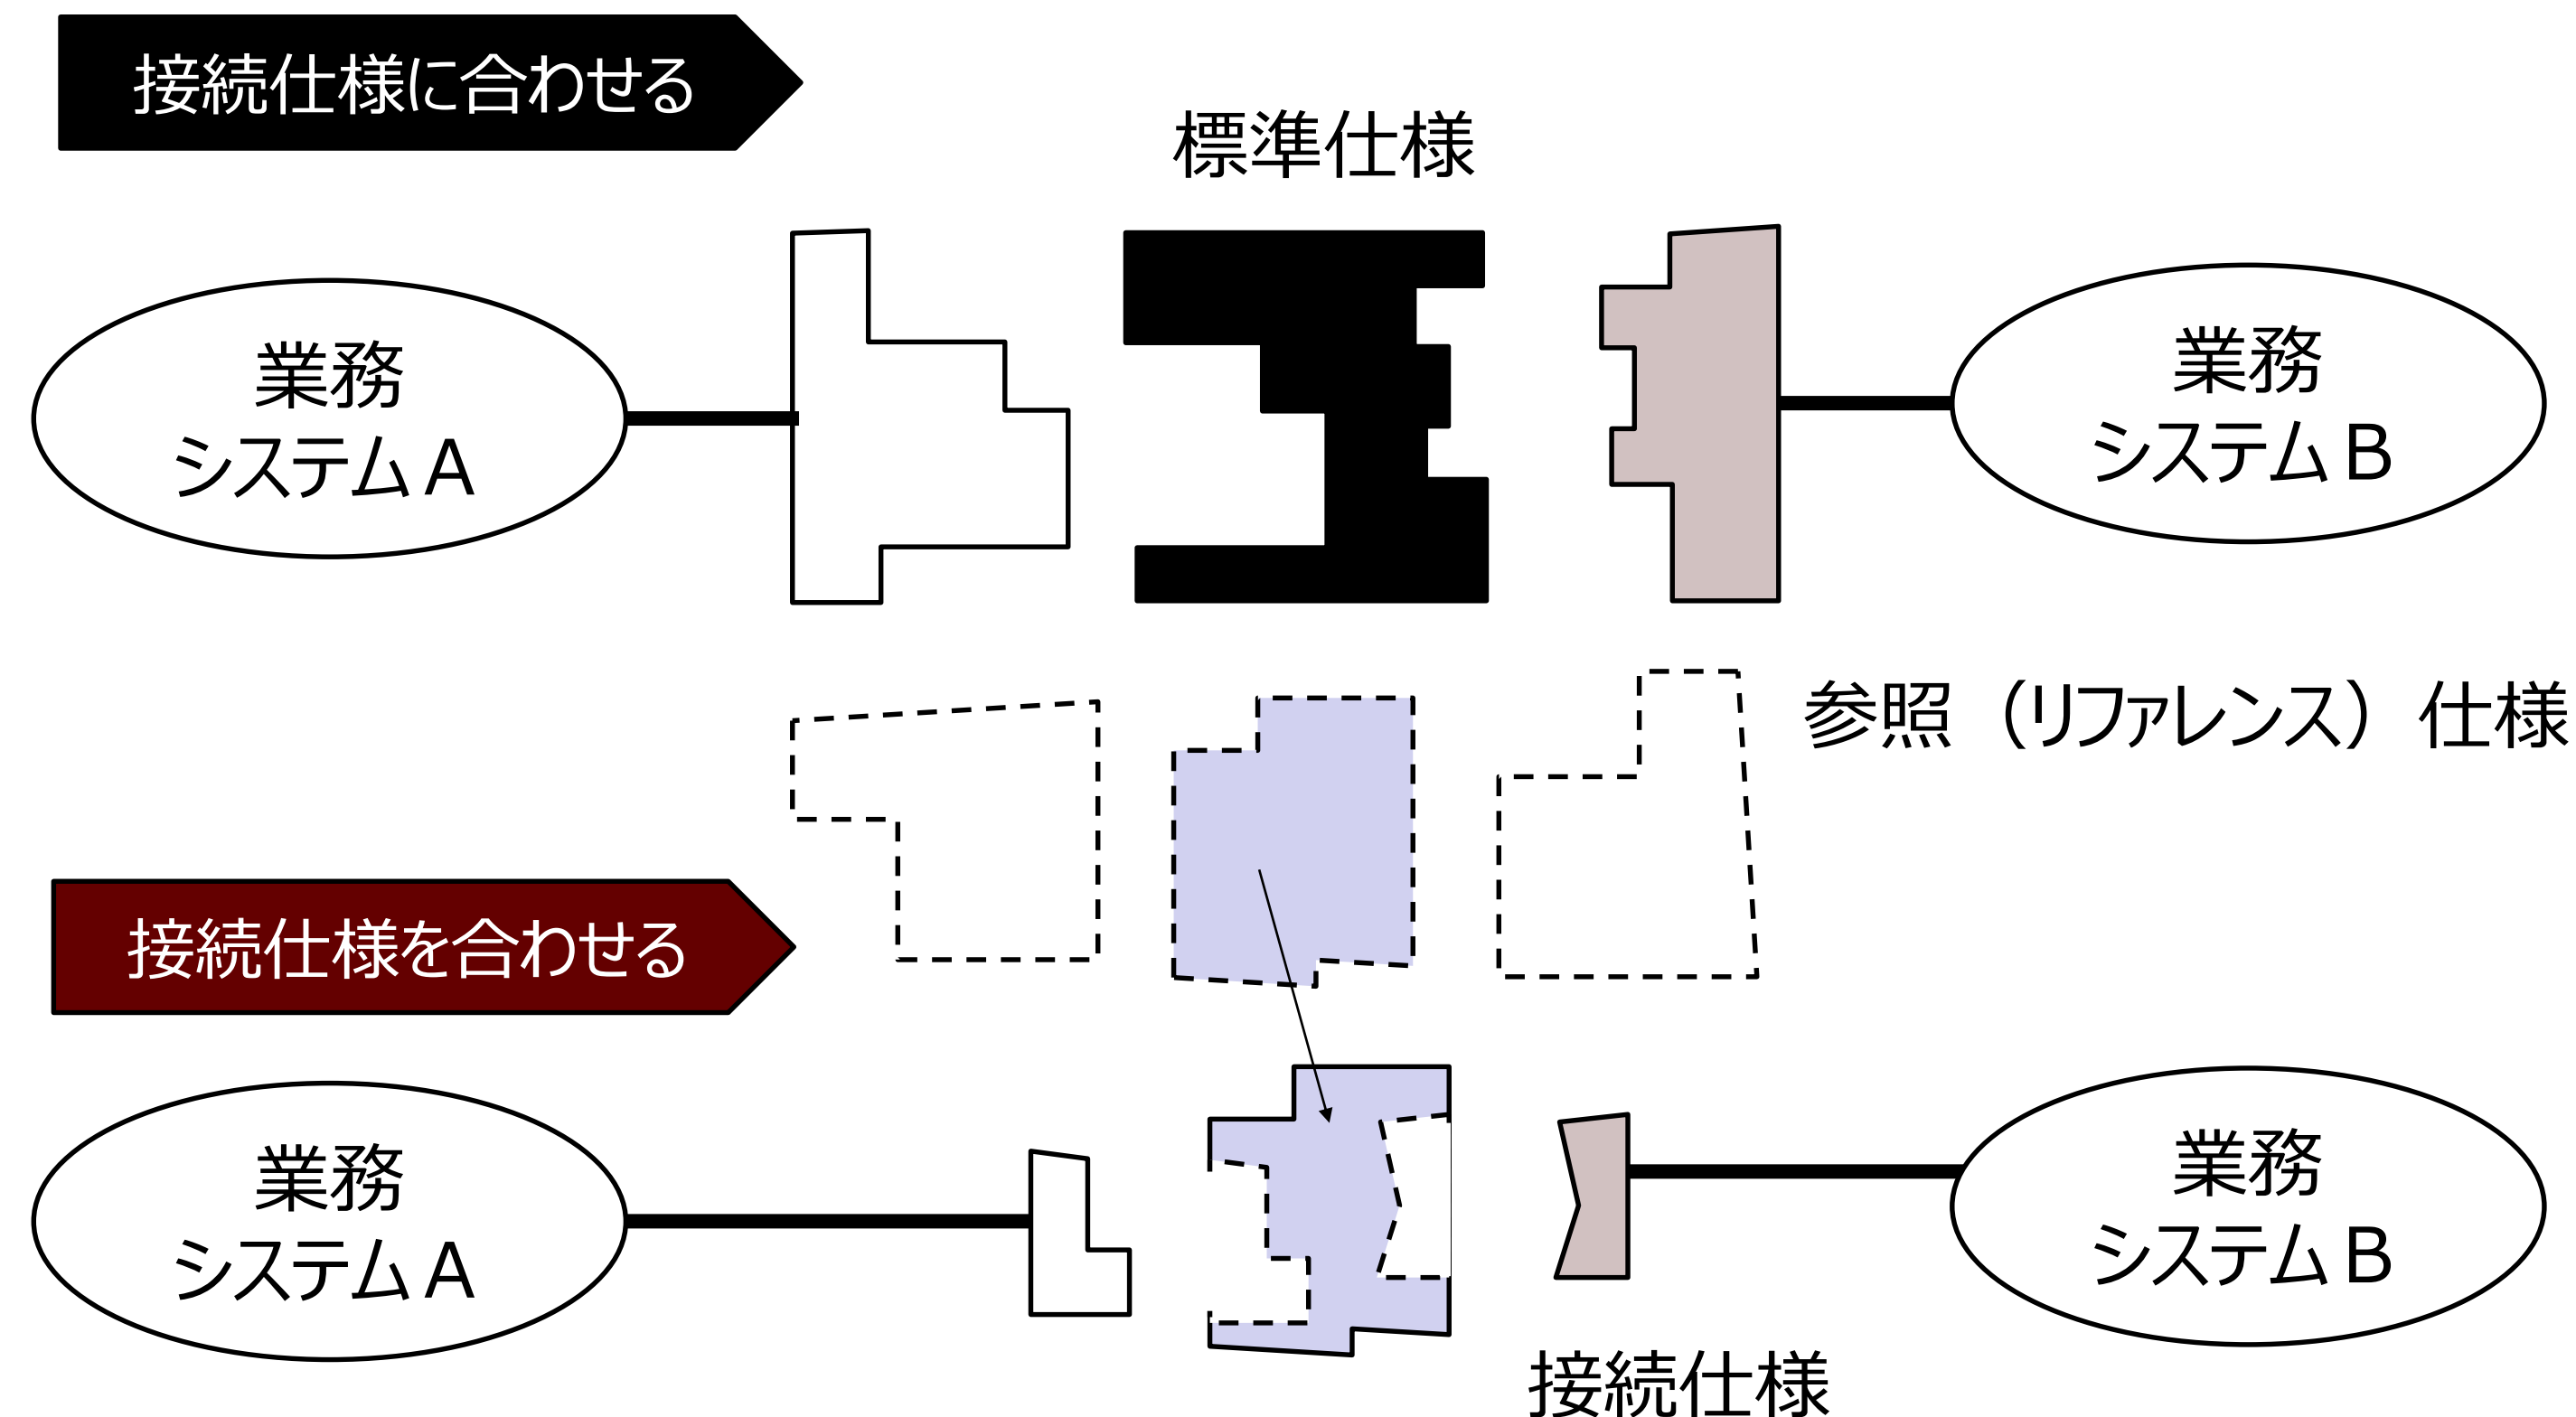 接続仕様に合わせる
標準仕様
業務
システムA
業務
システムB
参照（リファレンス）仕様
接続仕様を合わせる
業務
システムA
業務
システムB
接続仕様